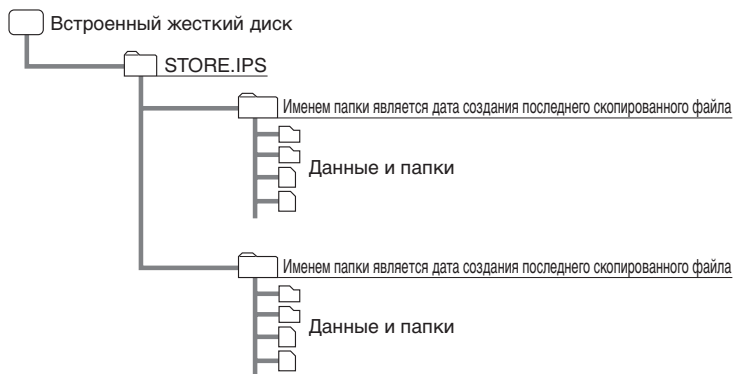 Встроенный жесткий диск
STORE.IPS
Именем папки является дата создания последнего скопированного файла
Данные и папки
Именем папки является дата создания последнего скопированного файла
Данные и папки